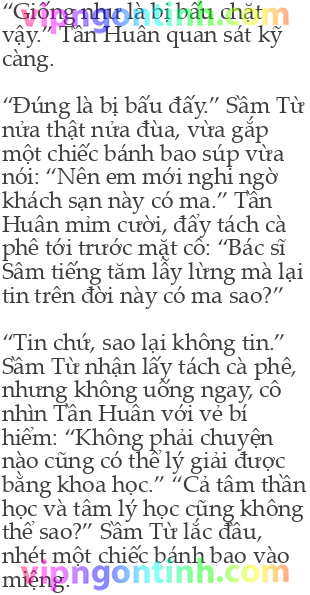 “Giống như là bị bấu chặt
vậy.” Tần Huân quan sát kỹ
càng.
“Đúng là bị bấu đấy.” Sầm Từ
nửa thật nửa đùa, vừa gắp
một chiếc bánh bao súp vừa
nói: “Nên em mới nghi ngờ
khách sạn này có ma.” Tần
Huân mỉm cười, đẩy tách cà
phê tới trước mặt cô: “Bác sĩ
Sầm tiếng tăm lẫy lừng mà lại
tin trên đời này có ma sao?”
“Tin chứ, sao lại không tin.”
Sầm Từ nhận lấy tách cà phê,
nhưng không uống ngay, cô
nhìn Tần Huân với vẻ bí
hiểm: “Không phải chuyện
nào cũng có thể lý giải được
bằng khoa học.” “Cả tâm thần
học và tâm lý học cũng không
thể sao?” Sầm Từ lắc đầu,
nhét một chiếc bánh bao vào
miệng.
vipngontinh.com
vipngontinh.com